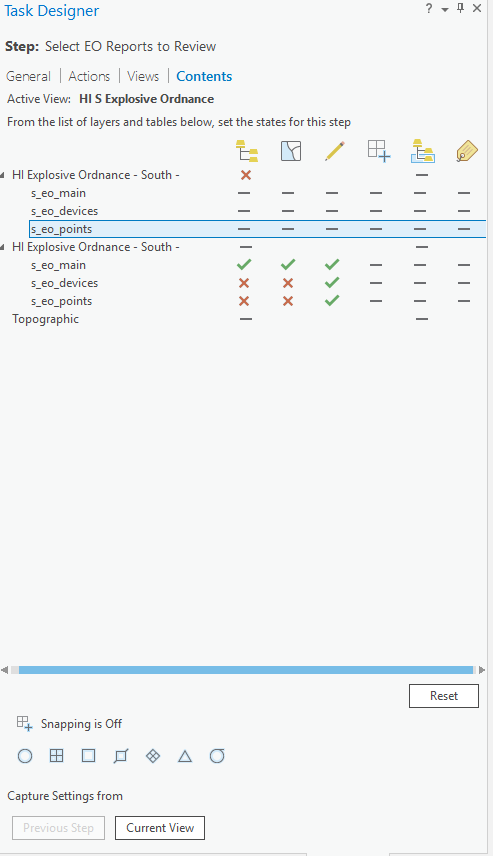 Task Designer
?
Step: Select EO Reports to Review
General | Actions | Views | Contents
Active View: HI S Explosive Ordnance
From the list of layers and tables below, set the states for this step
HI Explosive Ordnance - South -
s_eo_main
s_eo_devices
s_eo_points
HI Explosive Ordnance - South -
s_eo_main
s_eo_devices
s_eo_points
Topographic
Reset
Snapping is Off
Capture Settings from
Previous Step
Current View